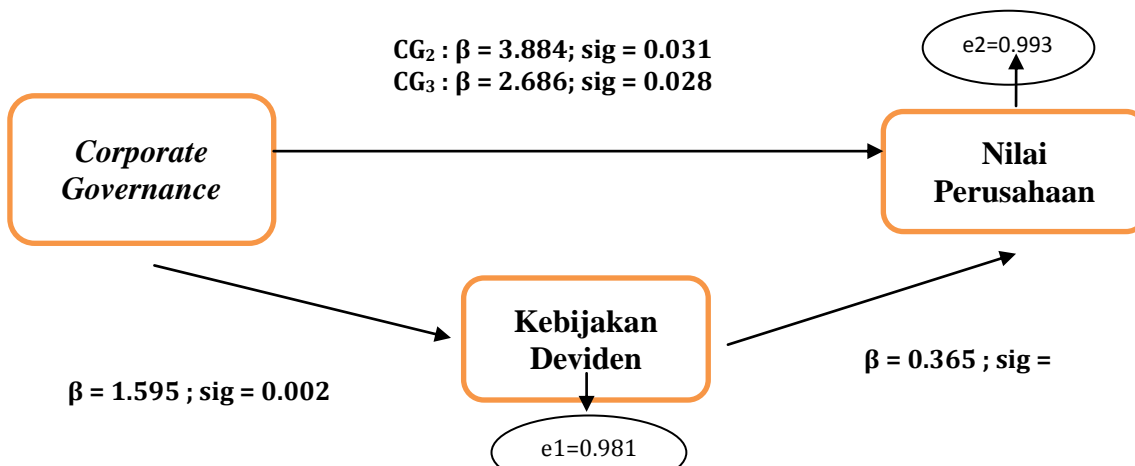 CG₂ : β = 3.884; sig = 0.031
CG₃ : β = 2.686; sig = 0.028
e2=0.993
Corporate
Governance
Nilai
Perusahaan
Kebijakan
Deviden
β = 0.365 ; sig =
β = 1.595 ; sig = 0.002
e1=0.981